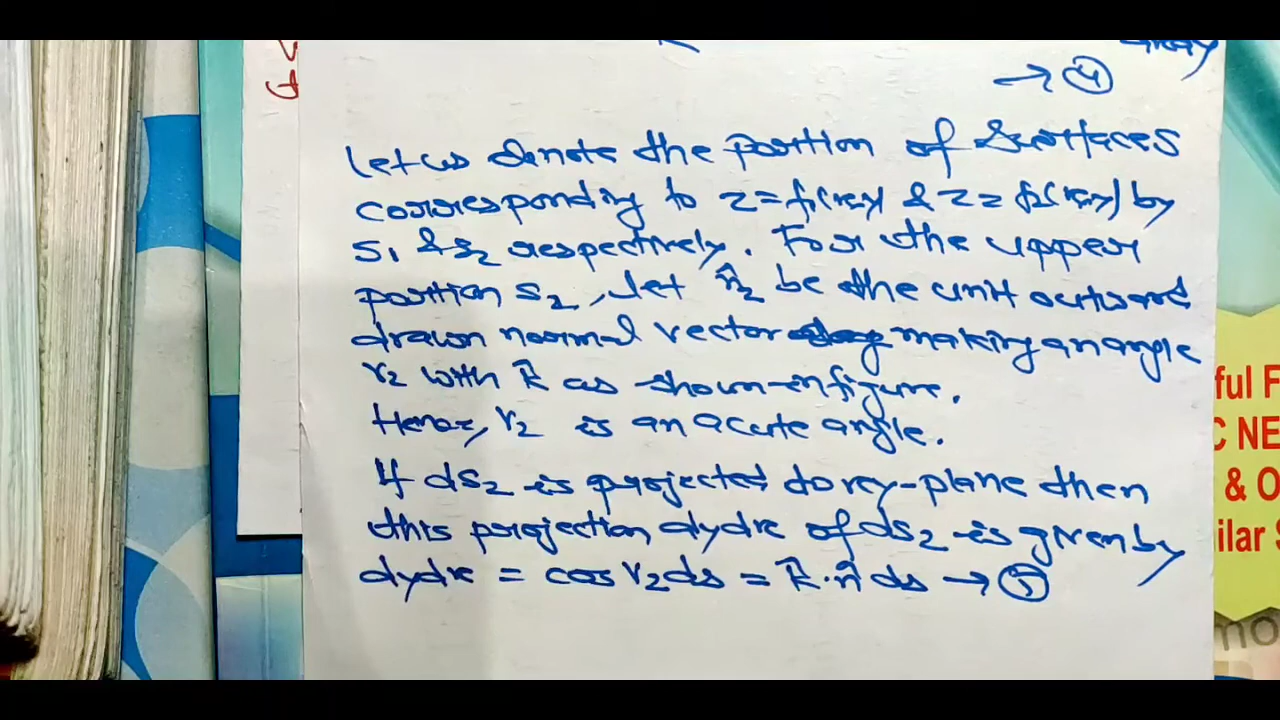 → ④
Let us denote the portion of surfaces
corresponding to z=f₁(x,y) & z= f₂(x,y) by
S₁ & S₂ respectively. For the upper
portion S₂, let n̂₂ be the unit outward
drawn normal vector making an angle
γ₂ with k̂ as shown in figure.
Hence, γ₂ is an acute angle.
If ds₂ is projected to xy-plane then
this projection dydx of ds₂ is given by
dydx = cos γ₂ ds = k̂.n̂ ds → ⑤
ful F
C NE
& O
ilar S
mo